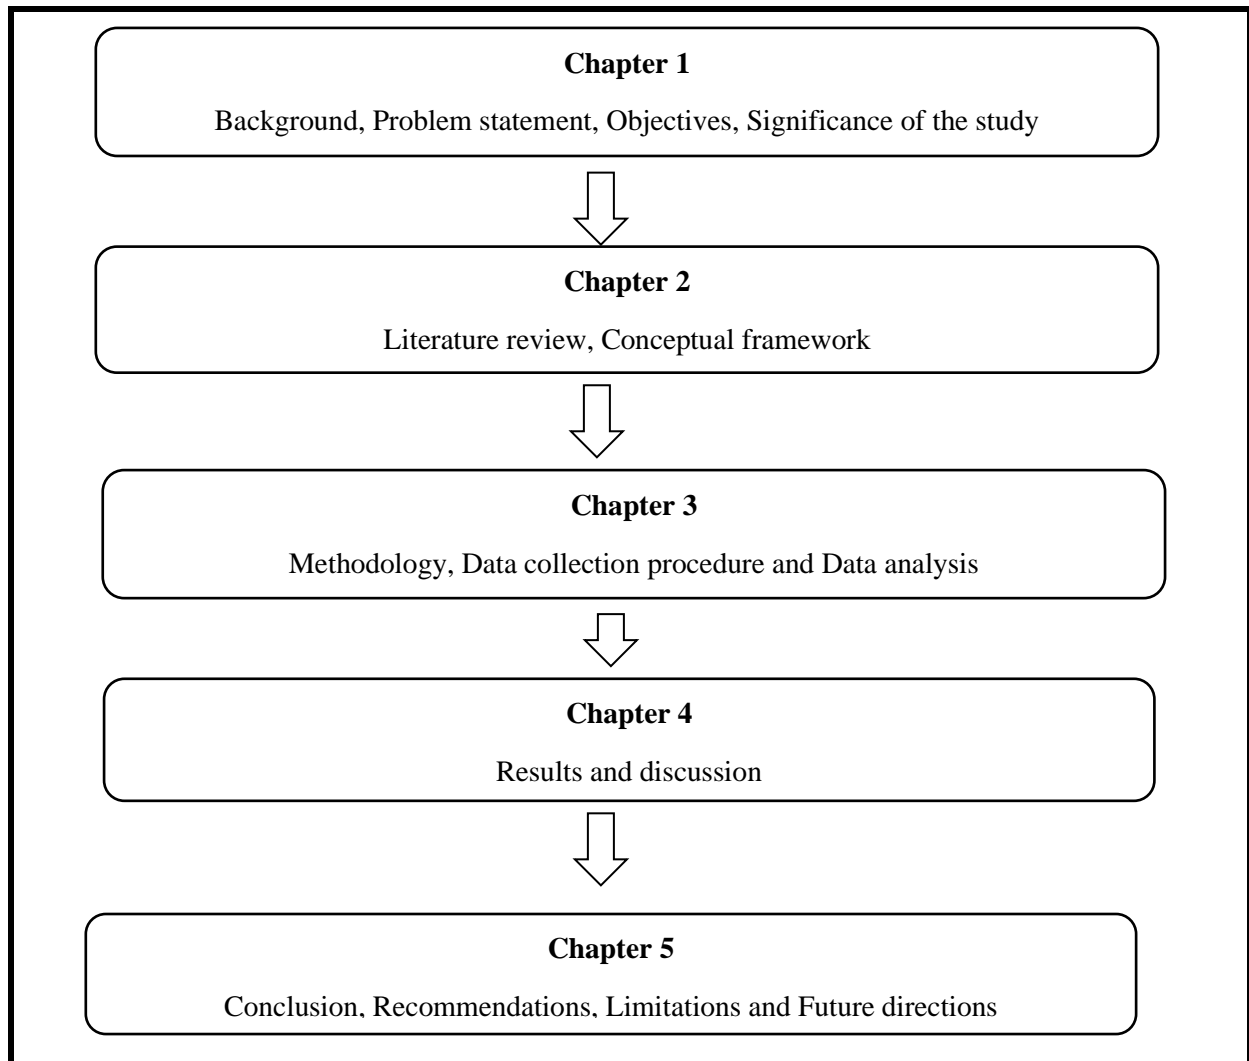 Chapter 1
Background, Problem statement, Objectives, Significance of the study
Chapter 2
Literature review, Conceptual framework
Chapter 3
Methodology, Data collection procedure and Data analysis
Chapter 4
Results and discussion
Chapter 5
Conclusion, Recommendations, Limitations and Future directions